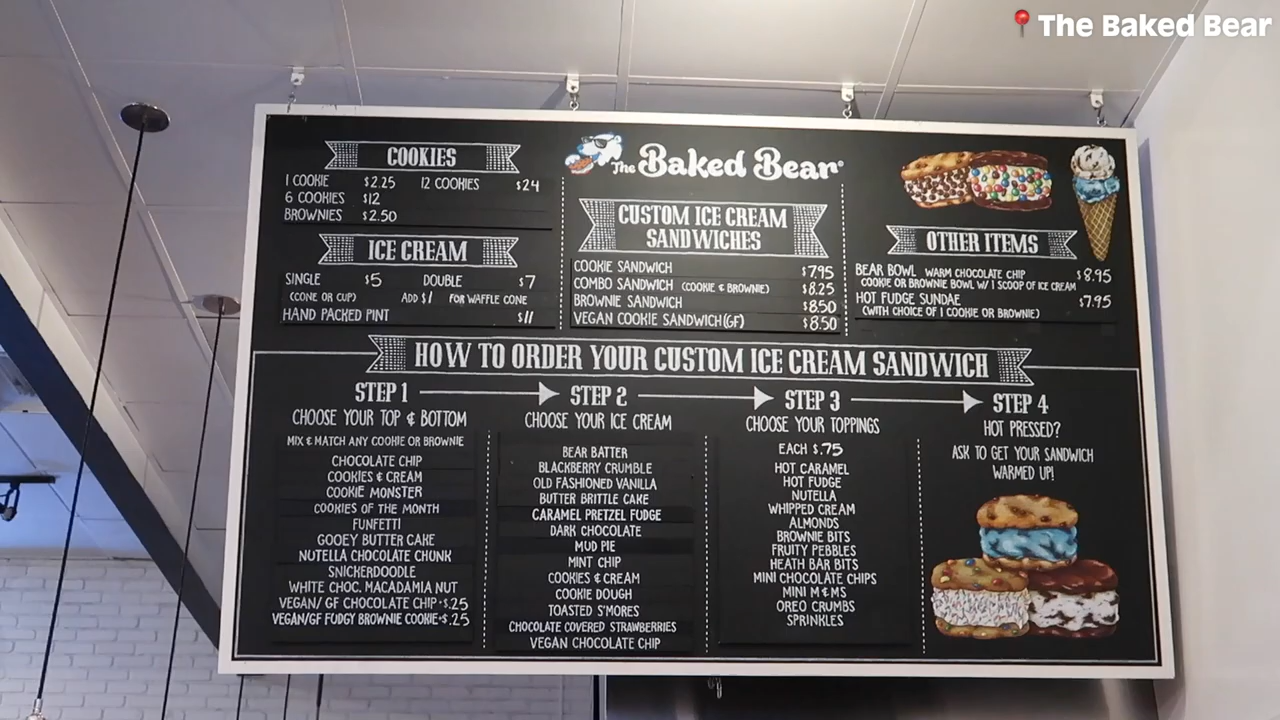 📍The Baked Bear
COOKIES
1 COOKIE $2.25 12 COOKIES $24
6 COOKIES $12
BROWNIES $2.50
ICE CREAM
SINGLE $5 DOUBLE $7
(CONE OR CUP) ADD $1 FOR WAFFLE CONE
HAND PACKED PINT $11
The Baked Bear®
CUSTOM ICE CREAM
SANDWICHES
COOKIE SANDWICH $7.95
COMBO SANDWICH (COOKIE & BROWNIE) $8.25
BROWNIE SANDWICH $8.50
VEGAN COOKIE SANDWICH(GF) $8.50
OTHER ITEMS
BEAR BOWL WARM CHOCOLATE CHIP $8.95
COOKIE OR BROWNIE BOWL W/ 1 SCOOP OF ICE CREAM
HOT FUDGE SUNDAE $7.95
(WITH CHOICE OF 1 COOKIE OR BROWNIE)
HOW TO ORDER YOUR CUSTOM ICE CREAM SANDWICH
STEP 1
CHOOSE YOUR TOP & BOTTOM
MIX & MATCH ANY COOKIE OR BROWNIE
CHOCOLATE CHIP
COOKIES & CREAM
COOKIE MONSTER
COOKIES OF THE MONTH
FUNFETTI
GOOEY BUTTER CAKE
NUTELLA CHOCOLATE CHUNK
SNICKERDOODLE
WHITE CHOC. MACADAMIA NUT
VEGAN/ GF CHOCOLATE CHIP+$.25
VEGAN/GF FUDGY BROWNIE COOKIE+$.25
STEP 2
CHOOSE YOUR ICE CREAM
BEAR BATTER
BLACKBERRY CRUMBLE
OLD FASHIONED VANILLA
BUTTER BRITTLE CAKE
CARAMEL PRETZEL FUDGE
DARK CHOCOLATE
MUD PIE
MINT CHIP
COOKIES & CREAM
COOKIE DOUGH
TOASTED S'MORES
CHOCOLATE COVERED STRAWBERRIES
VEGAN CHOCOLATE CHIP
STEP 3
CHOOSE YOUR TOPPINGS
EACH $.75
HOT CARAMEL
HOT FUDGE
NUTELLA
WHIPPED CREAM
ALMONDS
BROWNIE BITS
FRUITY PEBBLES
HEATH BAR BITS
MINI CHOCOLATE CHIPS
MINI M&MS
OREO CRUMBS
SPRINKLES
STEP 4
HOT PRESSED?
ASK TO GET YOUR SANDWICH
WARMED UP!